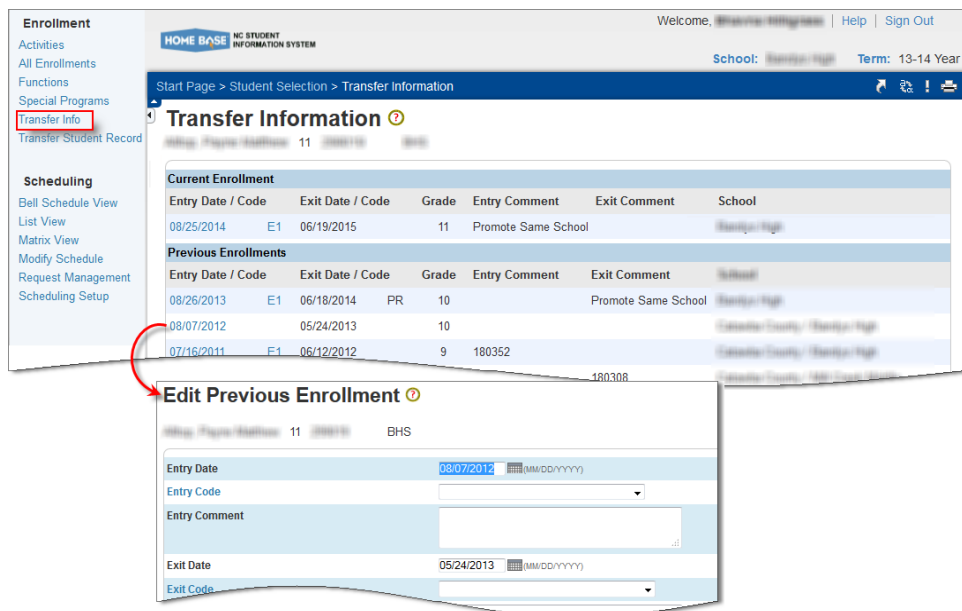 Enrollment
Activities
All Enrollments
Functions
Special Programs
Transfer Info
Transfer Student Record
Scheduling
Bell Schedule View
List View
Matrix View
Modify Schedule
Request Management
Scheduling Setup
HOME BASE NC STUDENT INFORMATION SYSTEM
Welcome, | Help | Sign Out
School: Term: 13-14 Year
Start Page > Student Selection > Transfer Information
Transfer Information
11
Current Enrollment
Entry Date / Code Exit Date / Code Grade Entry Comment Exit Comment School
08/25/2014 E1 06/19/2015 11 Promote Same School
Previous Enrollments
Entry Date / Code Exit Date / Code Grade Entry Comment Exit Comment
08/26/2013 E1 06/18/2014 PR 10 Promote Same School
08/07/2012 05/24/2013 10
07/16/2011 E1 06/12/2012 9 180352
180308
Edit Previous Enrollment
11 BHS
Entry Date 08/07/2012 (MM/DD/YYYY)
Entry Code
Entry Comment
Exit Date 05/24/2013 (MM/DD/YYYY)
Exit Code